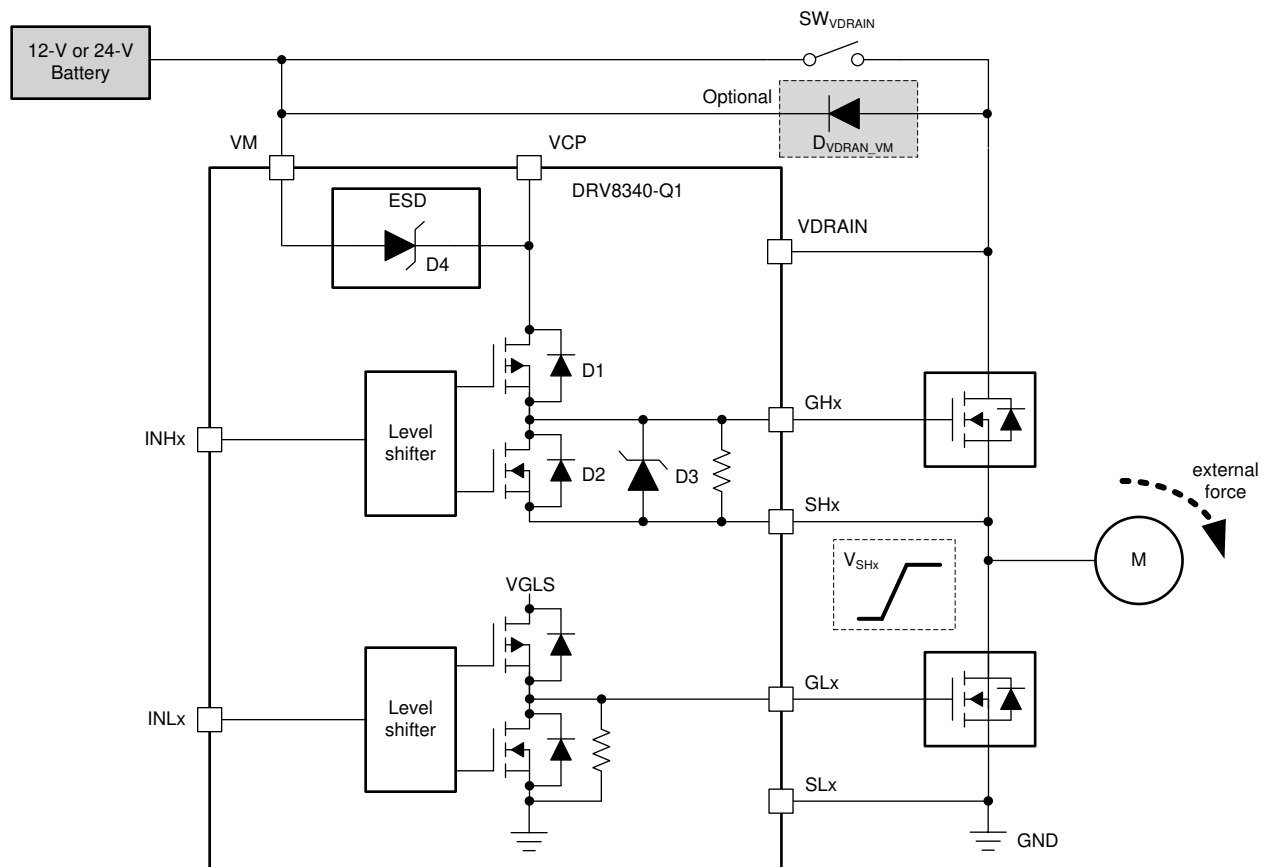 SWVDRAIN
12-V or 24-V
Battery
Optional
DVDRAN_VM
VM
VCP
DRV8340-Q1
ESD
D4
VDRAIN
D1
GHx
INHx
Level
shifter
D2
D3
external
force
SHx
M
VSHx
VGLS
GLx
INLx
Level
shifter
SLx
GND